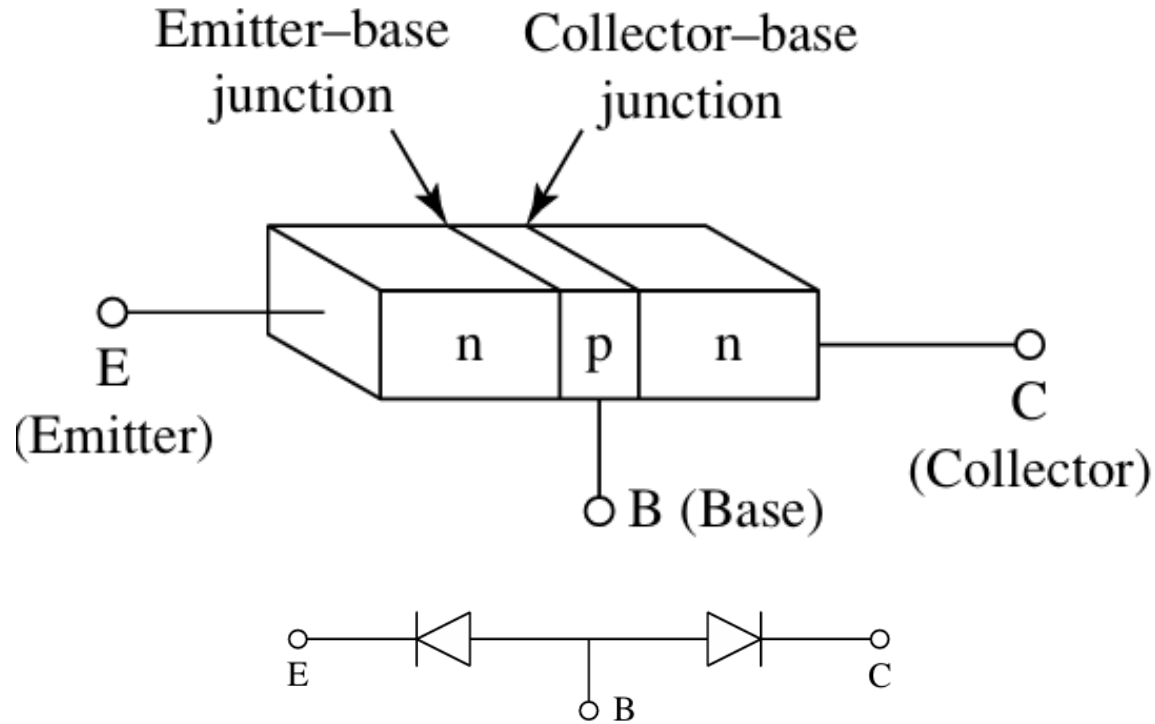 Emitter–base
junction
Collector–base
junction
n
p
n
E
(Emitter)
C
(Collector)
B (Base)
E
B
C